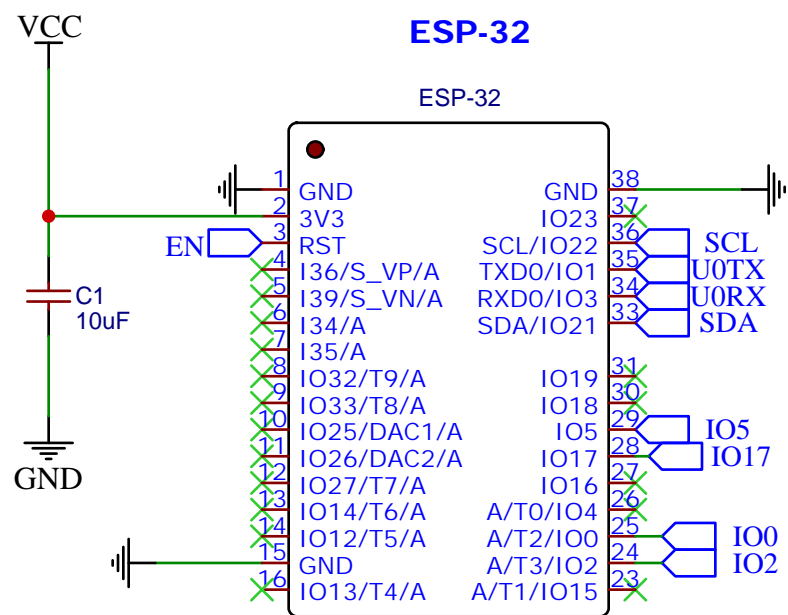 VCC
ESP-32
ESP-32
1 GND GND 38
2 3V3 IO23 37
EN 3 RST SCL/IO22 36 SCL
4 I36/S_VP/A TXD0/IO1 35 U0TX
5 I39/S_VN/A RXD0/IO3 34 U0RX
6 I34/A SDA/IO21 33 SDA
7 I35/A
8 IO32/T9/A IO19 31
9 IO33/T8/A IO18 30
10 IO25/DAC1/A IO5 29 IO5
11 IO26/DAC2/A IO17 28 IO17
12 IO27/T7/A IO16 27
13 IO14/T6/A A/T0/IO4 26
14 IO12/T5/A A/T2/IO0 25 IO0
15 GND A/T3/IO2 24 IO2
16 IO13/T4/A A/T1/IO15 23
C1
10uF
GND